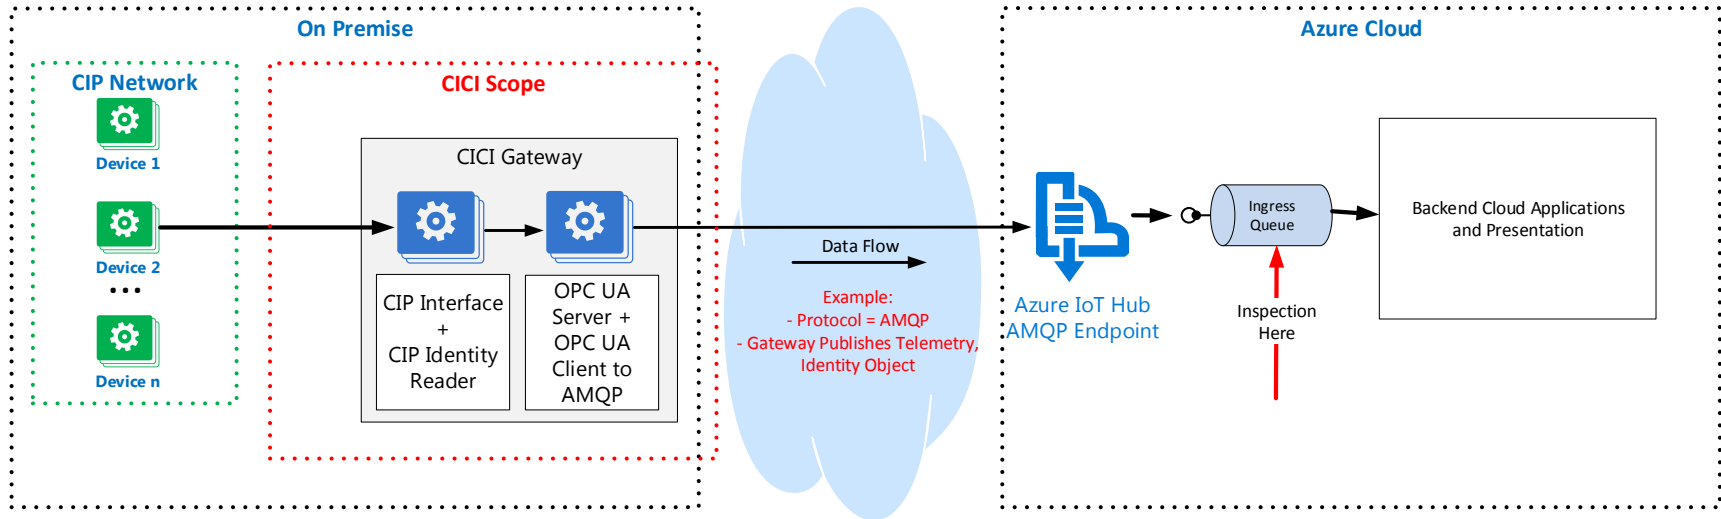 On Premise
CIP Network
Device 1
Device 2
...
Device n
CICI Scope
CICI Gateway
CIP Interface
+
CIP Identity
Reader
OPC UA
Server +
OPC UA
Client to
AMQP
Data Flow
Example:
- Protocol = AMQP
- Gateway Publishes Telemetry,
Identity Object
Azure Cloud
Azure IoT Hub
AMQP Endpoint
Ingress
Queue
Inspection
Here
Backend Cloud Applications
and Presentation